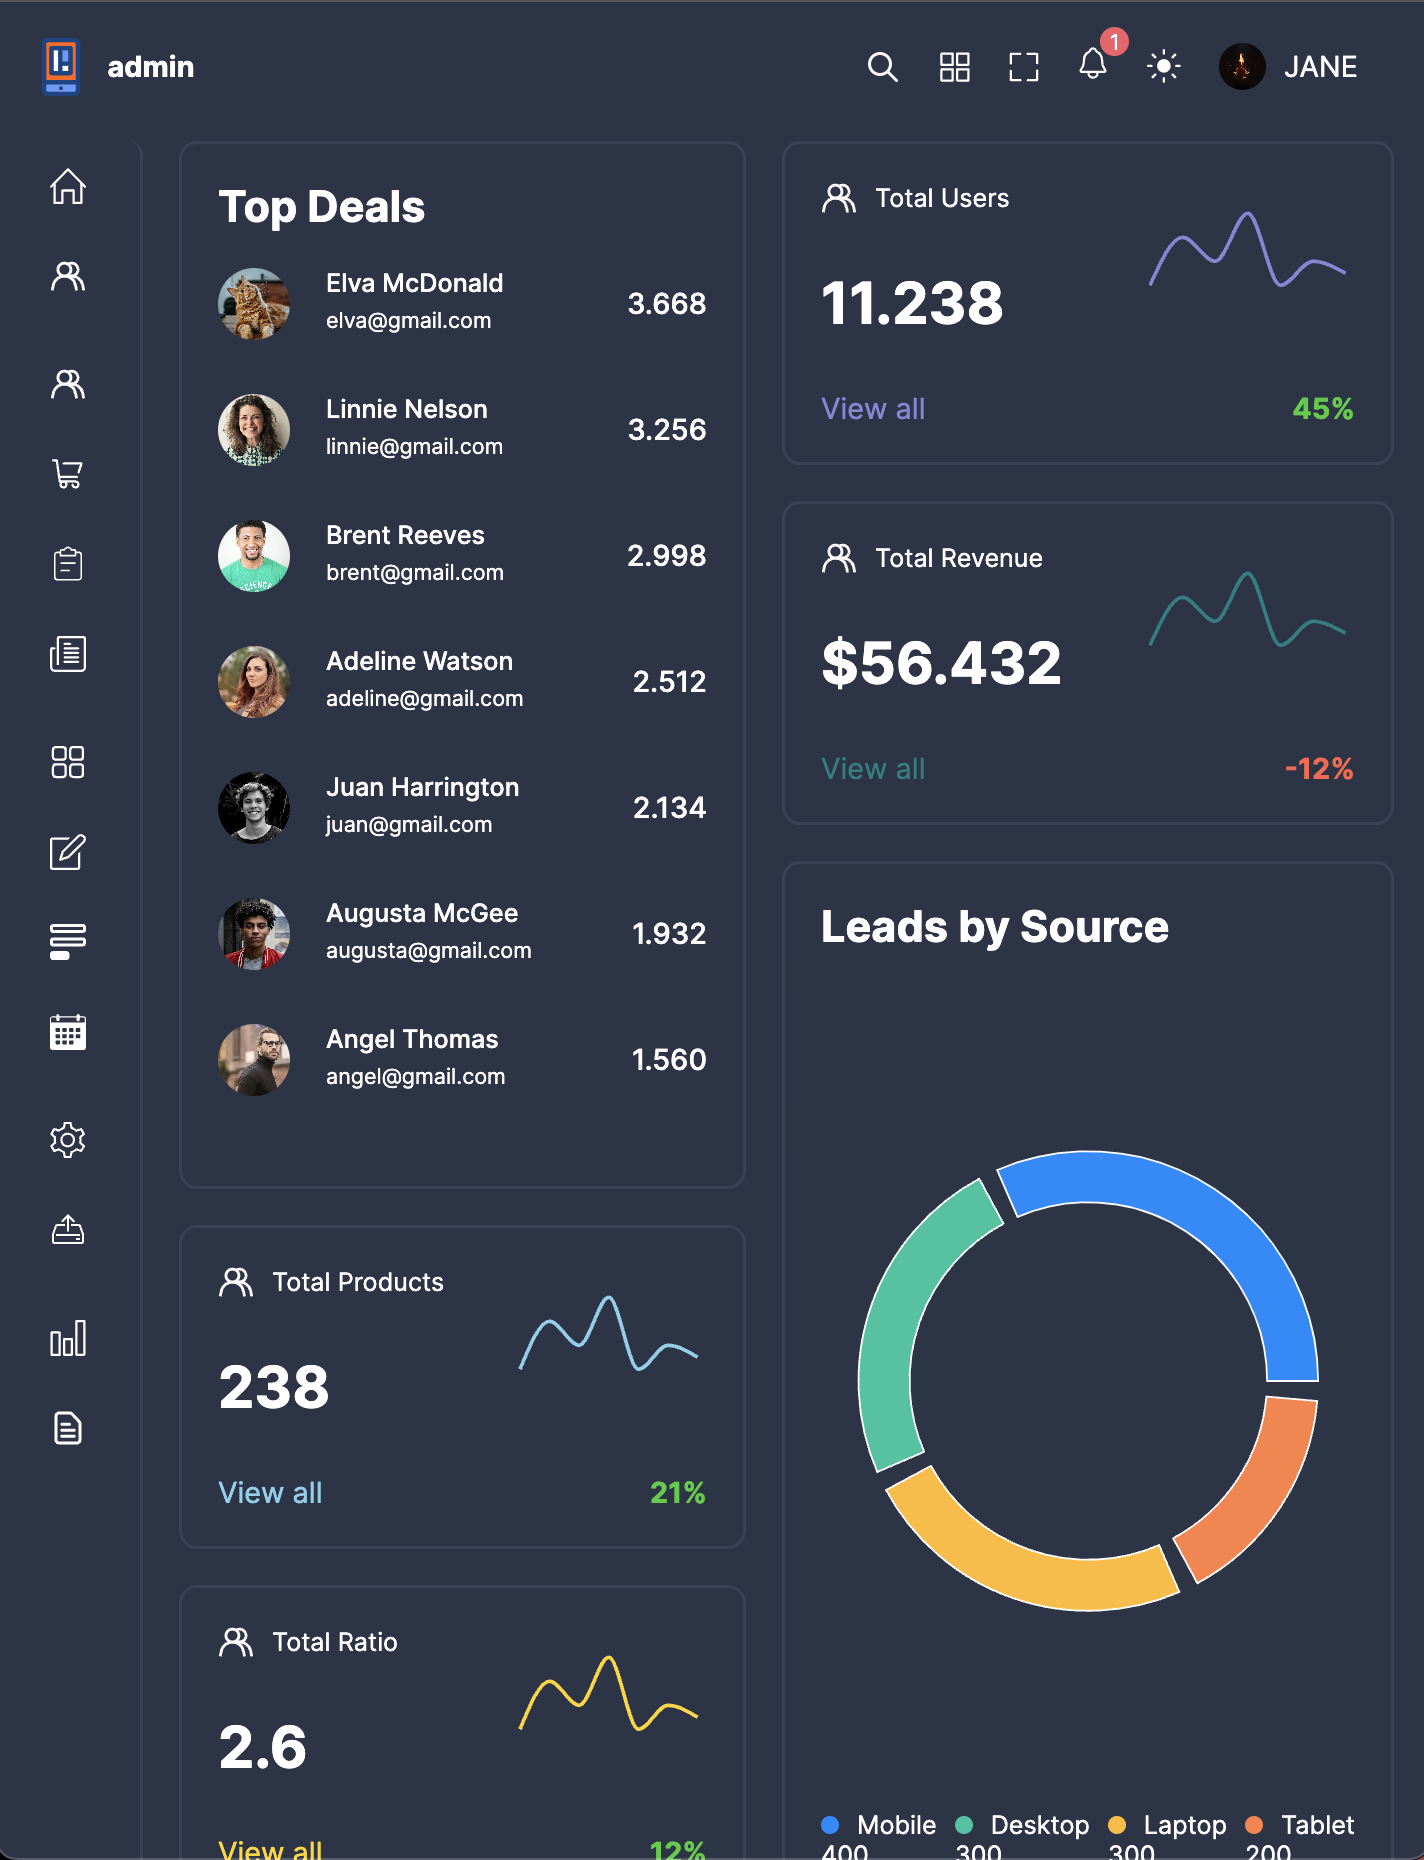 admin
1
JANE
Top Deals
Elva McDonald
elva@gmail.com
3.668
Linnie Nelson
linnie@gmail.com
3.256
Brent Reeves
brent@gmail.com
2.998
Adeline Watson
adeline@gmail.com
2.512
Juan Harrington
juan@gmail.com
2.134
Augusta McGee
augusta@gmail.com
1.932
Angel Thomas
angel@gmail.com
1.560
Total Products
238
View all
21%
Total Ratio
2.6
View all
12%
Total Users
11.238
View all
45%
Total Revenue
$56.432
View all
-12%
Leads by Source
Mobile
400
Desktop
300
Laptop
300
Tablet
200